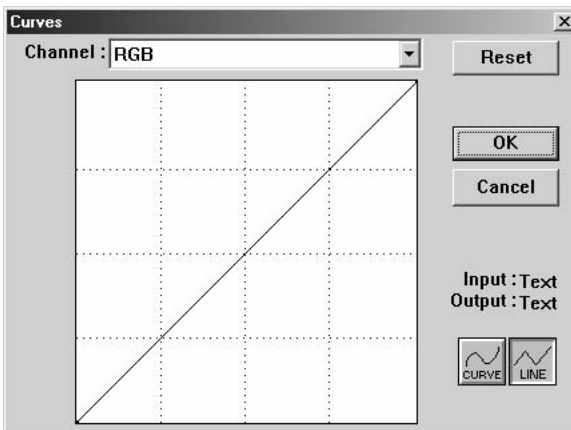 Curves
Channel : RGB
Reset
OK
Cancel
Input : Text
Output : Text
CURVE
LINE